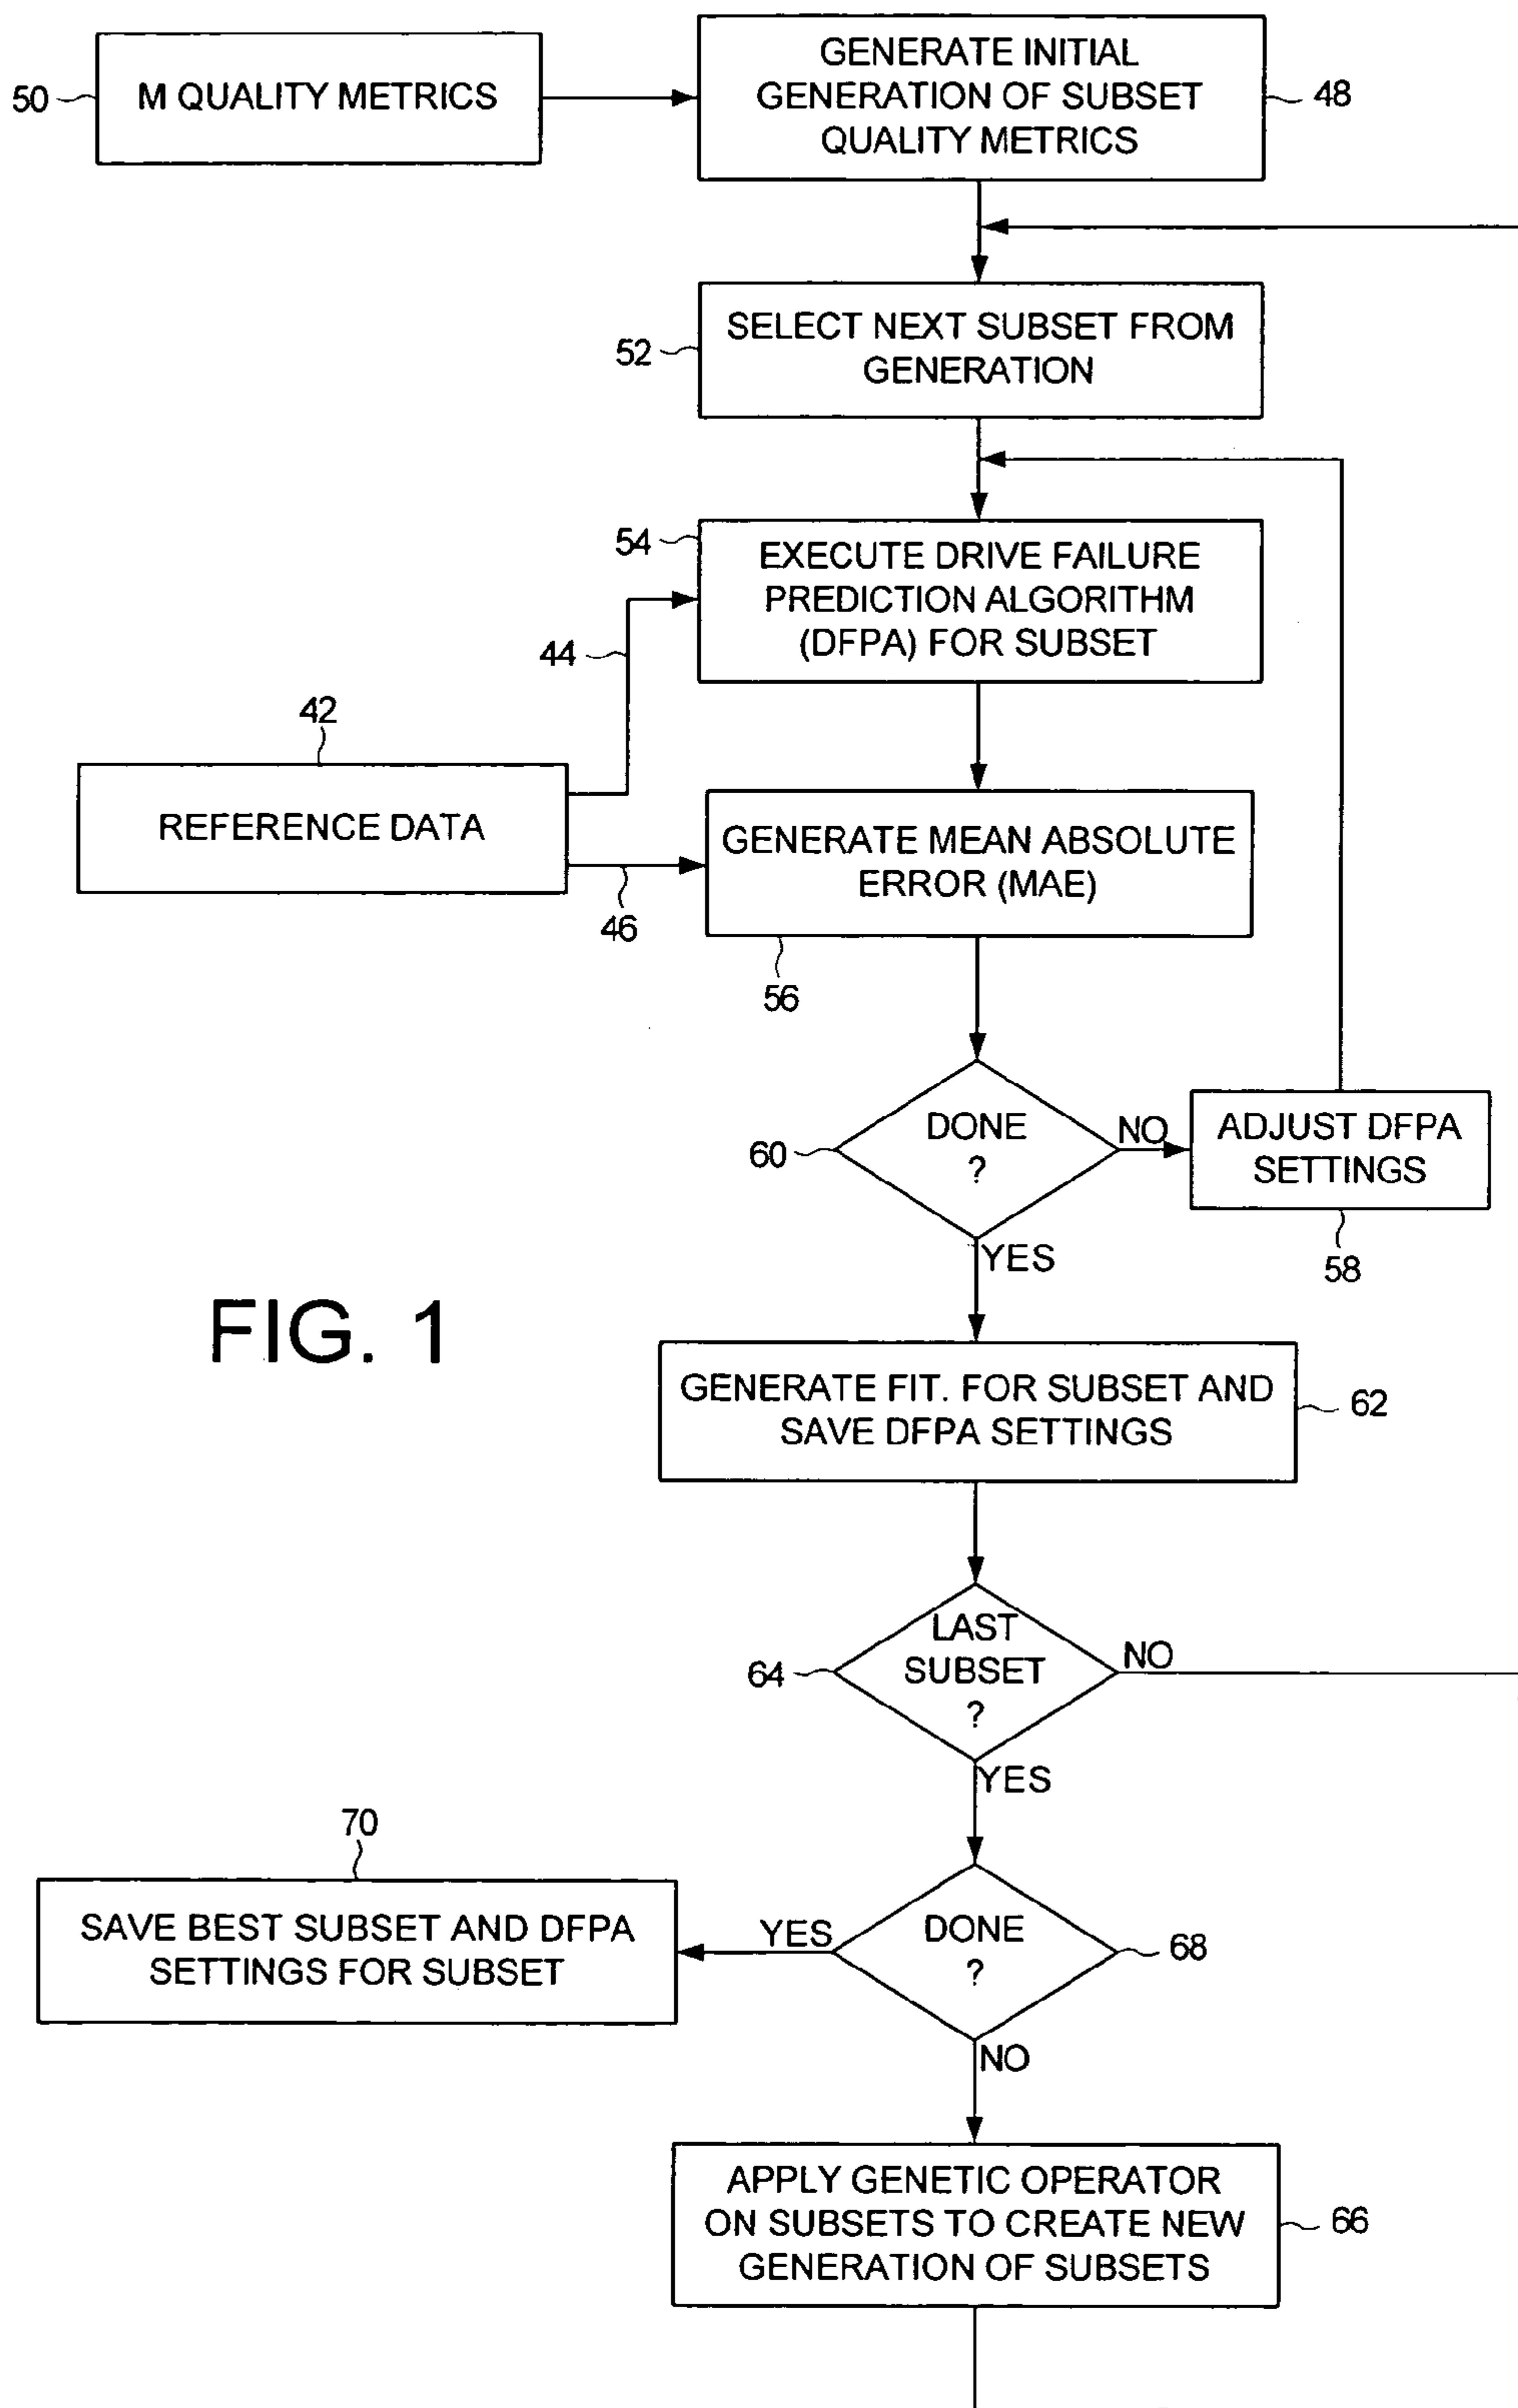 50
M QUALITY METRICS
GENERATE INITIAL
GENERATION OF SUBSET
QUALITY METRICS
48
52
SELECT NEXT SUBSET FROM
GENERATION
54
EXECUTE DRIVE FAILURE
PREDICTION ALGORITHM
(DFPA) FOR SUBSET
44
42
REFERENCE DATA
46
GENERATE MEAN ABSOLUTE
ERROR (MAE)
56
60
DONE
?
NO
ADJUST DFPA
SETTINGS
58
YES
FIG. 1
GENERATE FIT. FOR SUBSET AND
SAVE DFPA SETTINGS
62
64
LAST
SUBSET
?
NO
YES
70
SAVE BEST SUBSET AND DFPA
SETTINGS FOR SUBSET
YES
DONE
?
68
NO
APPLY GENETIC OPERATOR
ON SUBSETS TO CREATE NEW
GENERATION OF SUBSETS
66